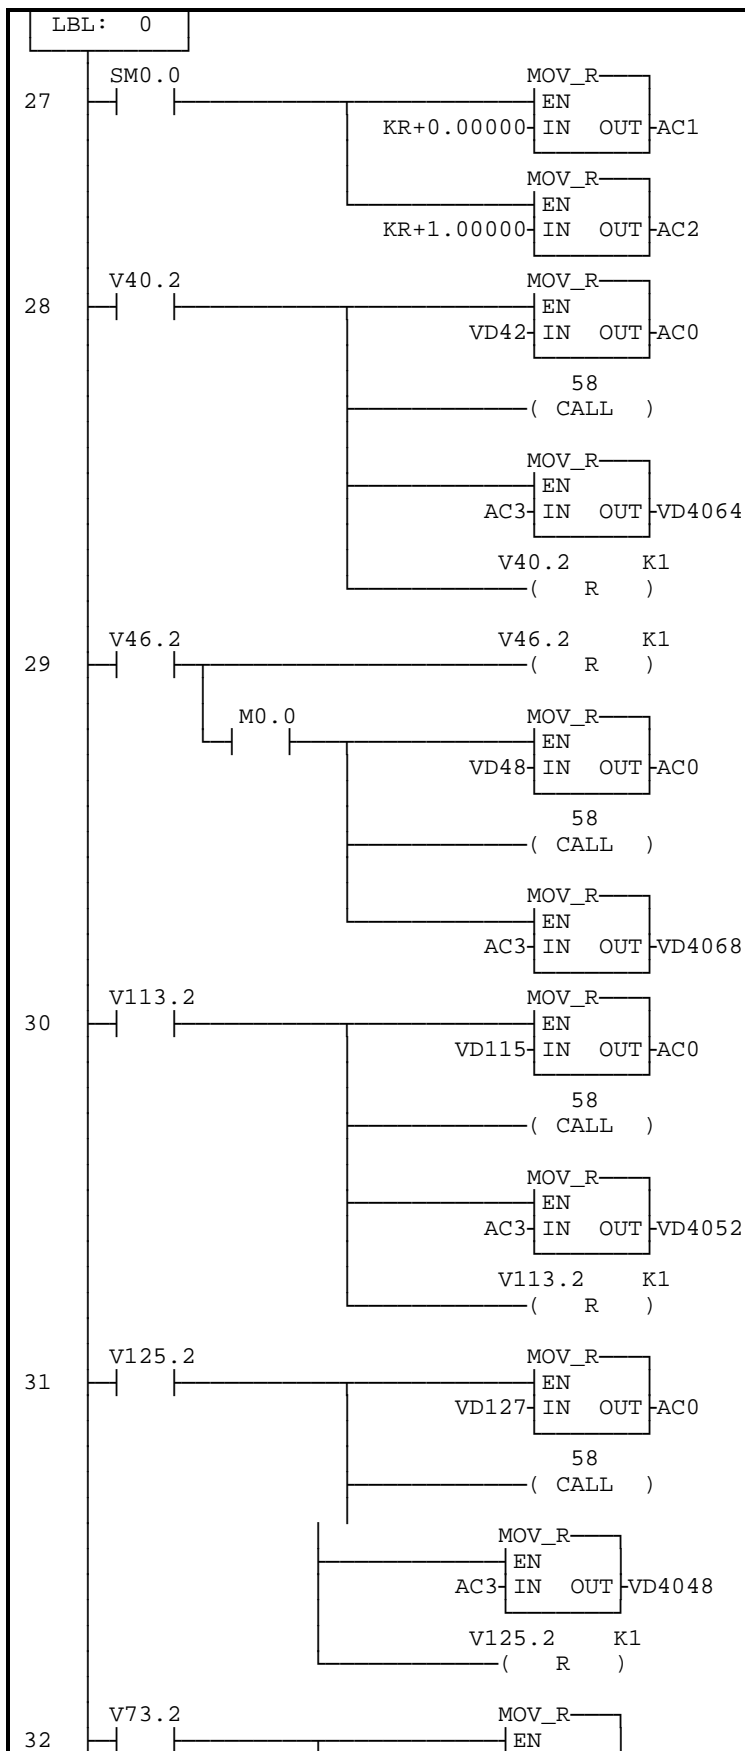 LBL: 0
SM0.0 MOV_R
27 EN
KR+0.00000 IN OUT AC1
MOV_R
EN
KR+1.00000 IN OUT AC2
V40.2 MOV_R
28 EN
VD42 IN OUT AC0
58
( CALL )
MOV_R
EN
AC3 IN OUT VD4064
V40.2 K1
( R )
V46.2 V46.2 K1
29 ( R )
M0.0 MOV_R
EN
VD48 IN OUT AC0
58
( CALL )
MOV_R
EN
AC3 IN OUT VD4068
V113.2 MOV_R
30 EN
VD115 IN OUT AC0
58
( CALL )
MOV_R
EN
AC3 IN OUT VD4052
V113.2 K1
( R )
V125.2 MOV_R
31 EN
VD127 IN OUT AC0
58
( CALL )
MOV_R
EN
AC3 IN OUT VD4048
V125.2 K1
( R )
V73.2 MOV_R
32 EN